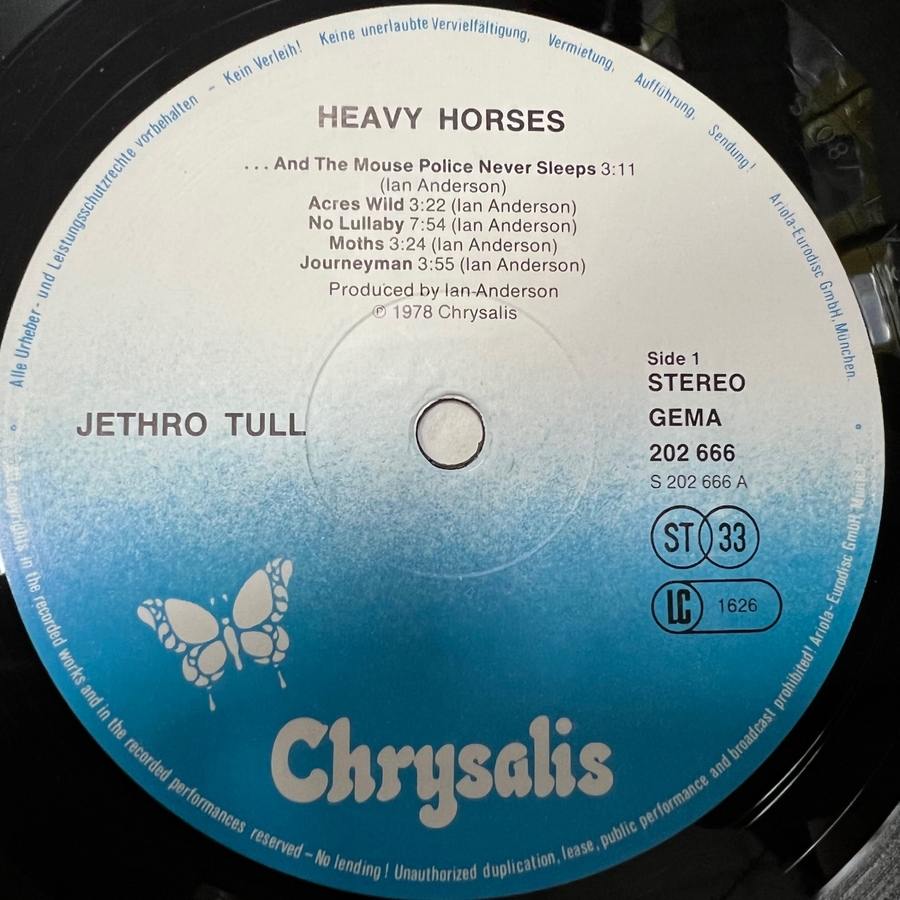 Alle Urheber- und Leistungsschutzrechte vorbehalten - Kein Verleih! Keine unerlaubte Vervielfältigung, Vermietung, Aufführung, Sendung! Ariola-Eurodisc GmbH, München.
HEAVY HORSES
...And The Mouse Police Never Sleeps 3:11
(Ian Anderson)
Acres Wild 3:22 (Ian Anderson)
No Lullaby 7:54 (Ian Anderson)
Moths 3:24 (Ian Anderson)
Journeyman 3:55 (Ian Anderson)
Produced by Ian Anderson
℗ 1978 Chrysalis
JETHRO TULL
Side 1
STEREO
GEMA
202 666
S 202 666 A
ST 33
LC 1626
Chrysalis
in the recorded works and in the recorded performances reserved – No lending! Unauthorized duplication, lease, public performance and broadcast prohibited! Ariola-Eurodisc GmbH